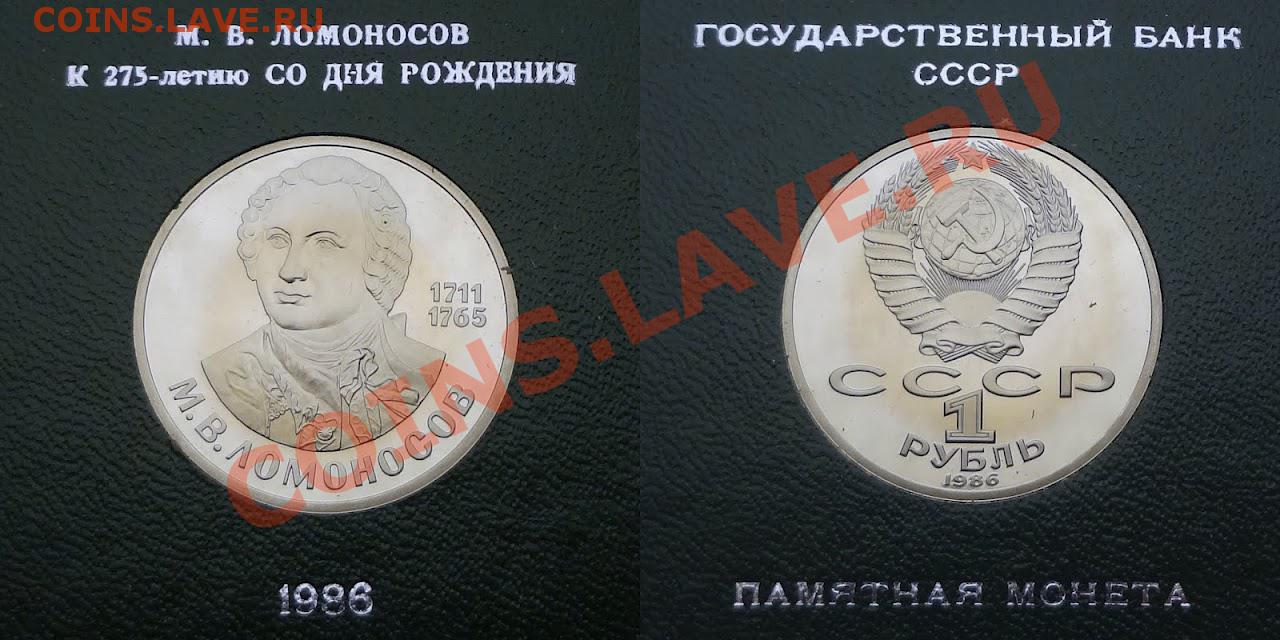 COINS.LAVE.RU
М. В. ЛОМОНОСОВ
К 275-летию СО ДНЯ РОЖДЕНИЯ
1711
1765
М.В.ЛОМОНОСОВ
1986
ГОСУДАРСТВЕННЫЙ БАНК
СССР
СССР
1
РУБЛЬ
1986
ПАМЯТНАЯ МОНЕТА
COINS.LAVE.RU